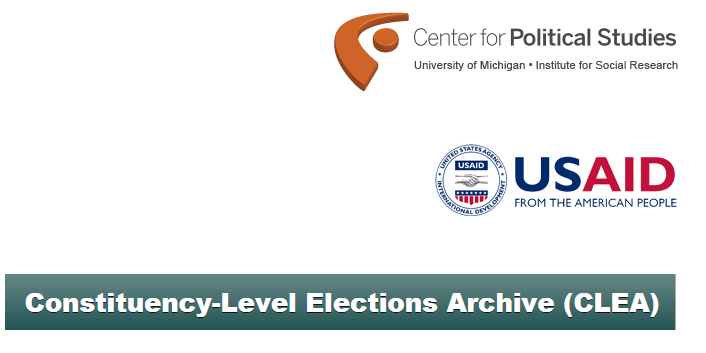 Center for Political Studies
University of Michigan • Institute for Social Research
UNITED STATES AGENCY
USAID
INTERNATIONAL DEVELOPMENT
USAID
FROM THE AMERICAN PEOPLE
Constituency-Level Elections Archive (CLEA)